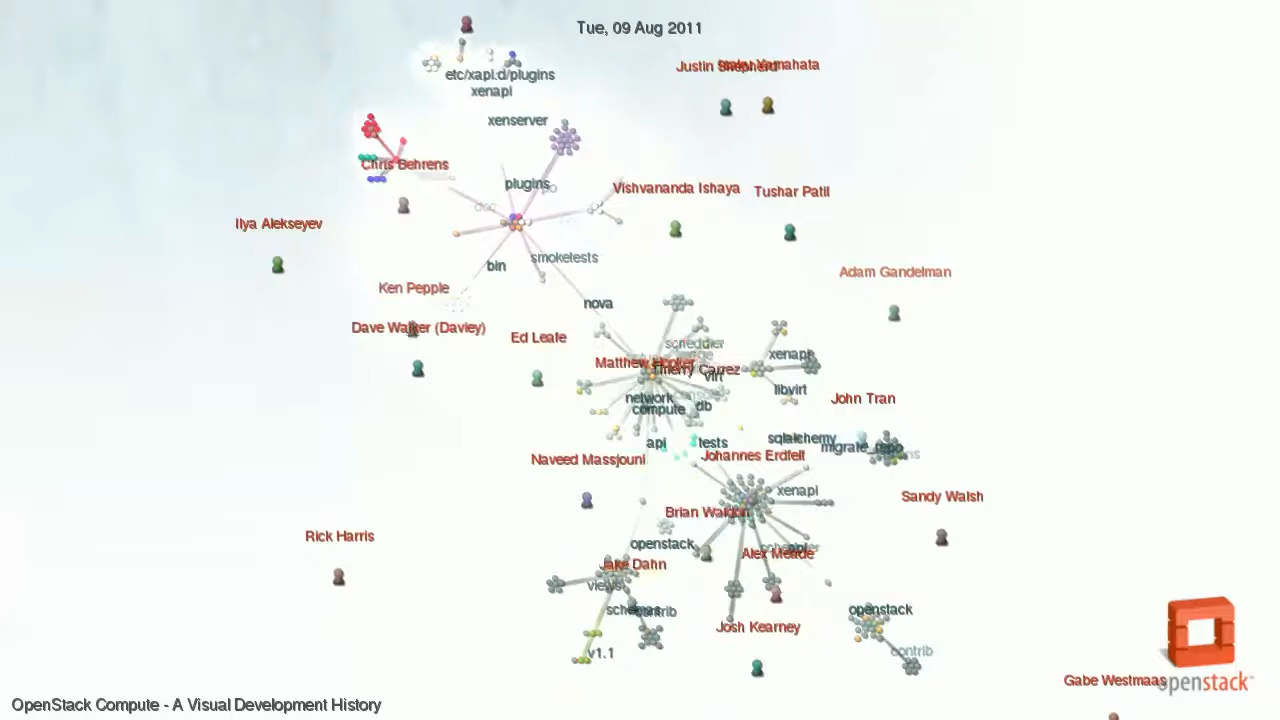 Tue, 09 Aug 2011
Justin Shepherd
Yamahata
etc/xapi.d/plugins
xenapi
xenserver
Chris Behrens
plugins
po
Vishvananda Ishaya
Tushar Patil
Ilya Alekseyev
smoketests
bin
Adam Gandelman
Ken Pepple
nova
Dave Walker (Daviey)
Ed Leafe
scheduler
xenapi
Matthew Hooker
Thierry Carrez
virt
libvirt
network
compute
db
John Tran
api
tests
sqlalchemy
migrate_repo
Naveed Massjouni
Johannes Erdfelt
xenapi
Sandy Walsh
Brian Waldon
Rick Harris
openstack
Alex Meade
Jake Dahn
views
schemas
contrib
openstack
Josh Kearney
v1.1
contrib
Gabe Westmaas
openstack
OpenStack Compute - A Visual Development History